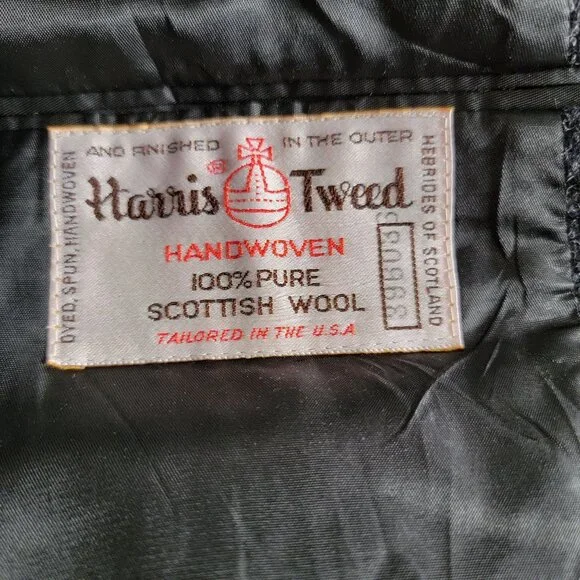 DYED, SPUN, HANDWOVEN
AND FINISHED IN THE OUTER
HEBRIDES OF SCOTLAND
Harris Tweed
®
HANDWOVEN
100% PURE
SCOTTISH WOOL
TAILORED IN THE U.S.A